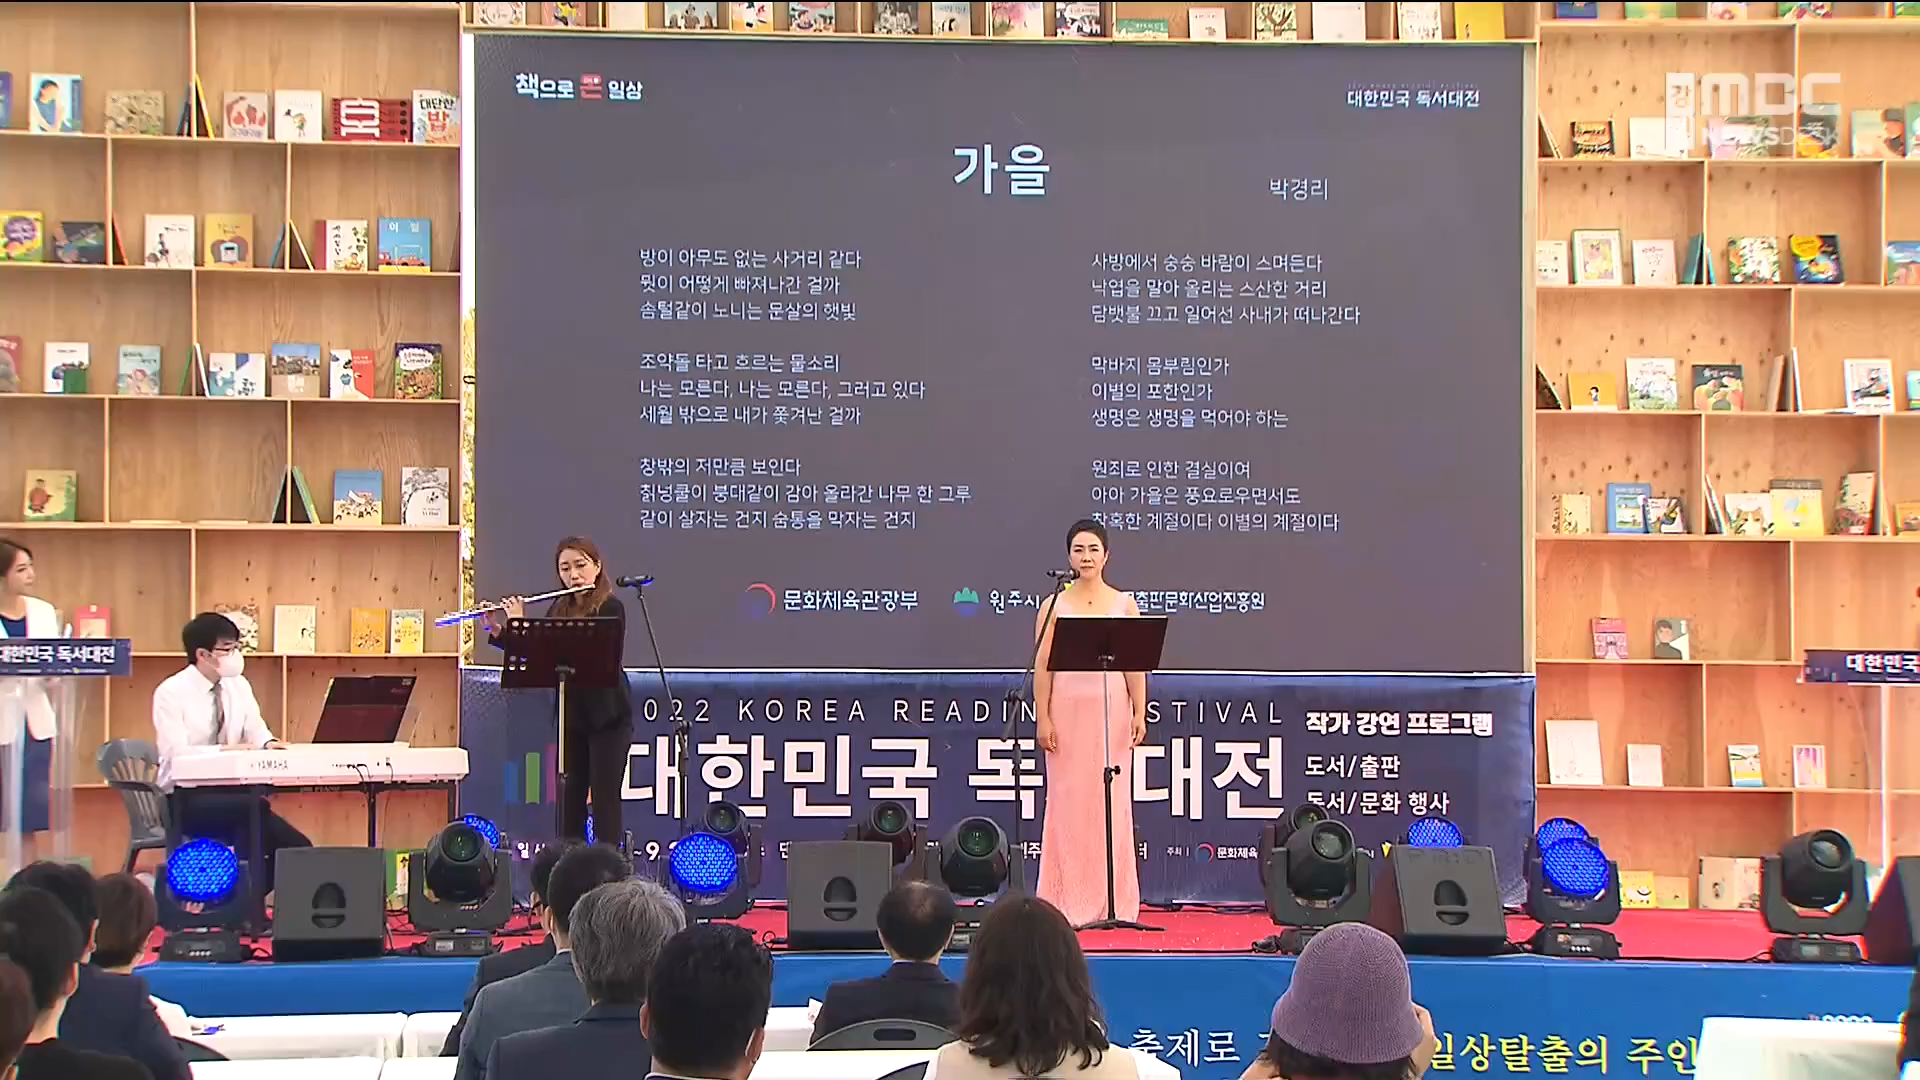 책으로 온 일상
대한민국 독서대전
강
MBC
NEWSDESK
가을
박경리
방이 아무도 없는 사거리 같다
뭣이 어떻게 빠져나간 걸까
솜털같이 노니는 문살의 햇빛
조약돌 타고 흐르는 물소리
나는 모른다, 나는 모른다, 그러고 있다
세월 밖으로 내가 쫓겨난 걸까
창밖의 저만큼 보인다
칡넝쿨이 붕대같이 감아 올라간 나무 한 그루
같이 살자는 건지 숨통을 막자는 건지
사방에서 숭숭 바람이 스며든다
낙엽을 말아 올리는 스산한 거리
담뱃불 끄고 일어선 사내가 떠나간다
막바지 몸부림인가
이별의 포한인가
생명은 생명을 먹어야 하는
원죄로 인한 결실이여
아아 가을은 풍요로우면서도
참혹한 계절이다 이별의 계절이다
문화체육관광부
원주시
출판문화산업진흥원
대한민국 독서대전
대한민국
022 KOREA READIN STIVAL
대한민국 독 대전
작가 강연 프로그램
도서/출판
독서/문화 행사
주최
문화체육
YAMAHA
대단한
밥
축제로
일상탈출의 주인